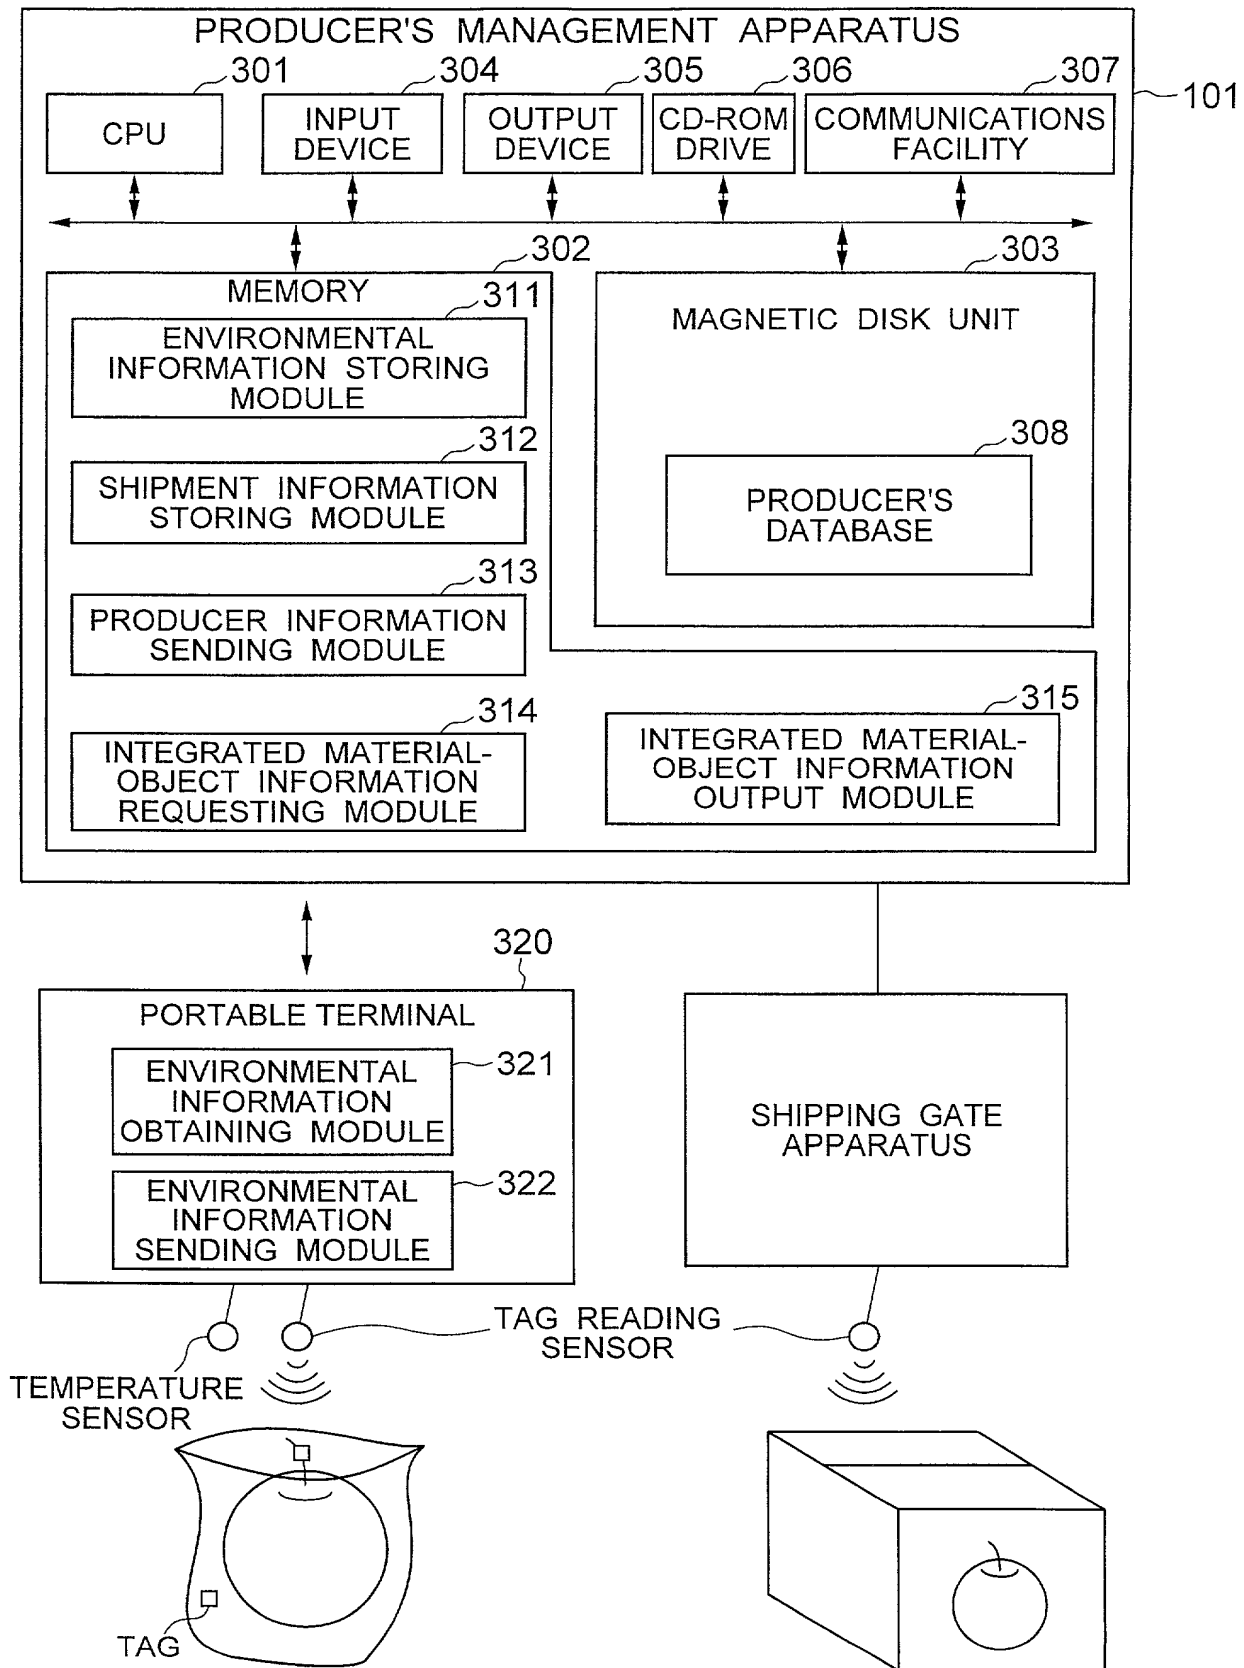 PRODUCER'S MANAGEMENT APPARATUS
301
304
305
306
307
101
CPU
INPUT
DEVICE
OUTPUT
DEVICE
CD-ROM
DRIVE
COMMUNICATIONS
FACILITY
302
303
MEMORY
311
ENVIRONMENTAL
INFORMATION STORING
MODULE
MAGNETIC DISK UNIT
312
SHIPMENT INFORMATION
STORING MODULE
308
PRODUCER'S
DATABASE
313
PRODUCER INFORMATION
SENDING MODULE
314
INTEGRATED MATERIAL-
OBJECT INFORMATION
REQUESTING MODULE
315
INTEGRATED MATERIAL-
OBJECT INFORMATION
OUTPUT MODULE
320
PORTABLE TERMINAL
321
ENVIRONMENTAL
INFORMATION
OBTAINING MODULE
322
ENVIRONMENTAL
INFORMATION
SENDING MODULE
SHIPPING GATE
APPARATUS
TAG READING
SENSOR
TEMPERATURE
SENSOR
TAG